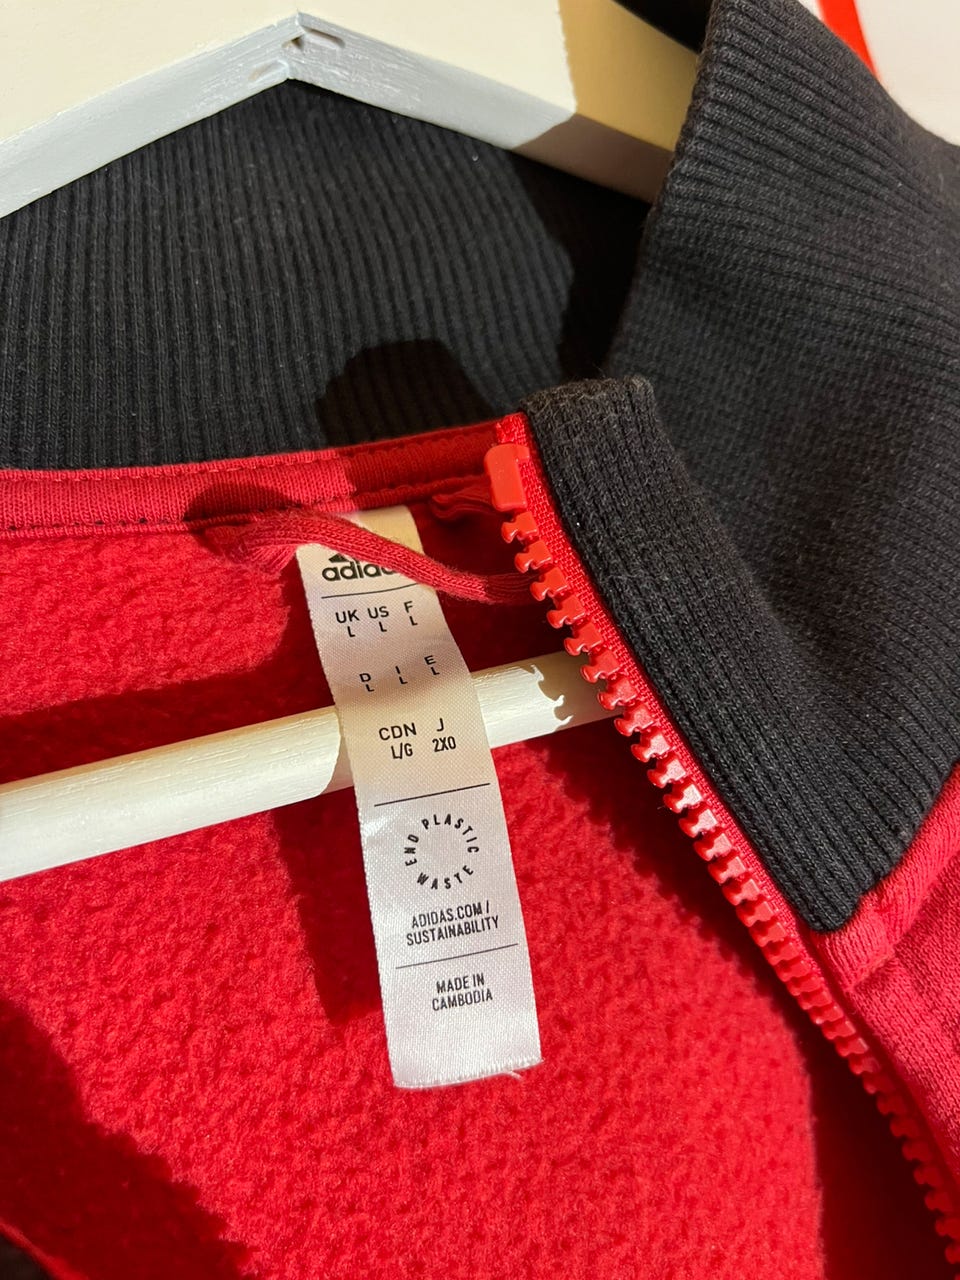 adidas
UK US F
L L L
D I E
L L L
CDN J
L/G 2XO
END PLASTIC WASTE
ADIDAS.COM/
SUSTAINABILITY
MADE IN
CAMBODIA